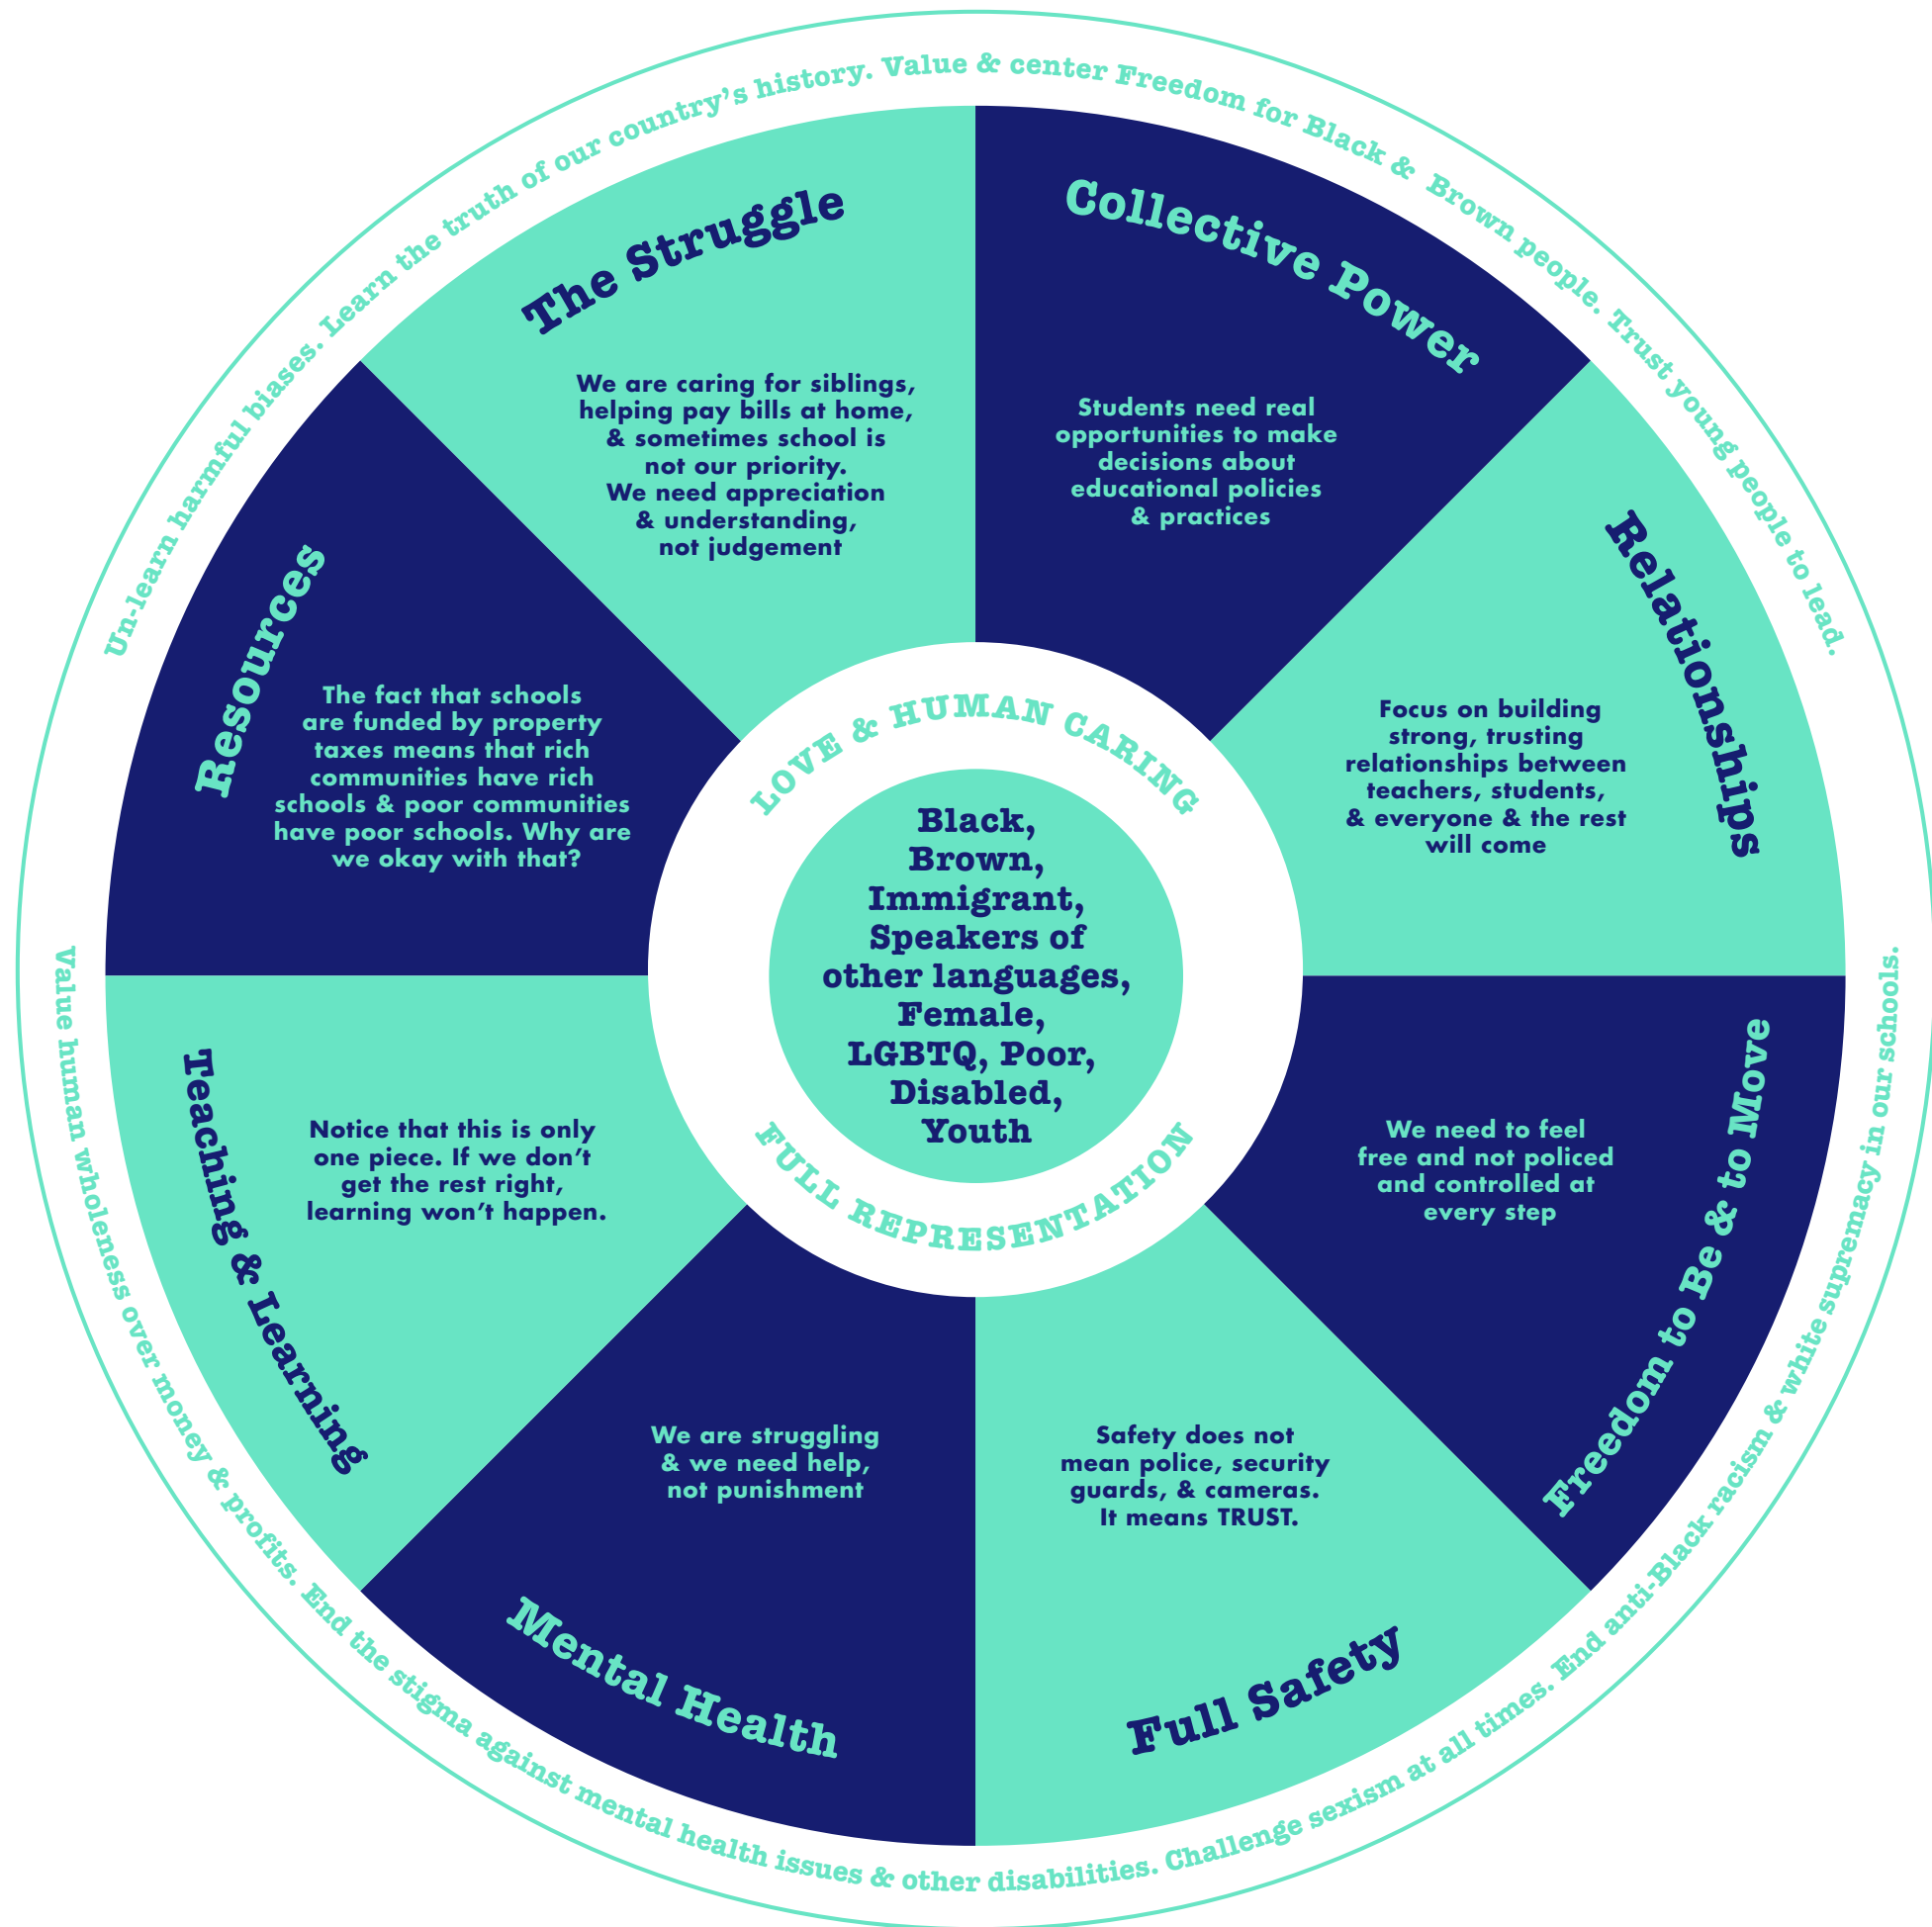 Un-learn harmful biases. Learn the truth of our country's history. Value & center Freedom for Black & Brown people. Trust young people to lead.
The Struggle
We are caring for siblings,
helping pay bills at home,
& sometimes school is
not our priority.
We need appreciation
& understanding,
not judgement
Collective Power
Students need real
opportunities to make
decisions about
educational policies
& practices
Relationships
Focus on building
strong, trusting
relationships between
teachers, students,
& everyone & the rest
will come
Freedom to Be & to Move
We need to feel
free and not policed
and controlled at
every step
Full Safety
Safety does not
mean police, security
guards, & cameras.
It means TRUST.
Mental Health
We are struggling
& we need help,
not punishment
Teaching & Learning
Notice that this is only
one piece. If we don't
get the rest right,
learning won't happen.
Resources
The fact that schools
are funded by property
taxes means that rich
communities have rich
schools & poor communities
have poor schools. Why are
we okay with that?
LOVE & HUMAN CARING
Black,
Brown,
Immigrant,
Speakers of
other languages,
Female,
LGBTQ, Poor,
Disabled,
Youth
FULL REPRESENTATION
Value human wholeness over money & profits. End the stigma against mental health issues & other disabilities. Challenge sexism at all times. End anti-Black racism & white supremacy in our schools.